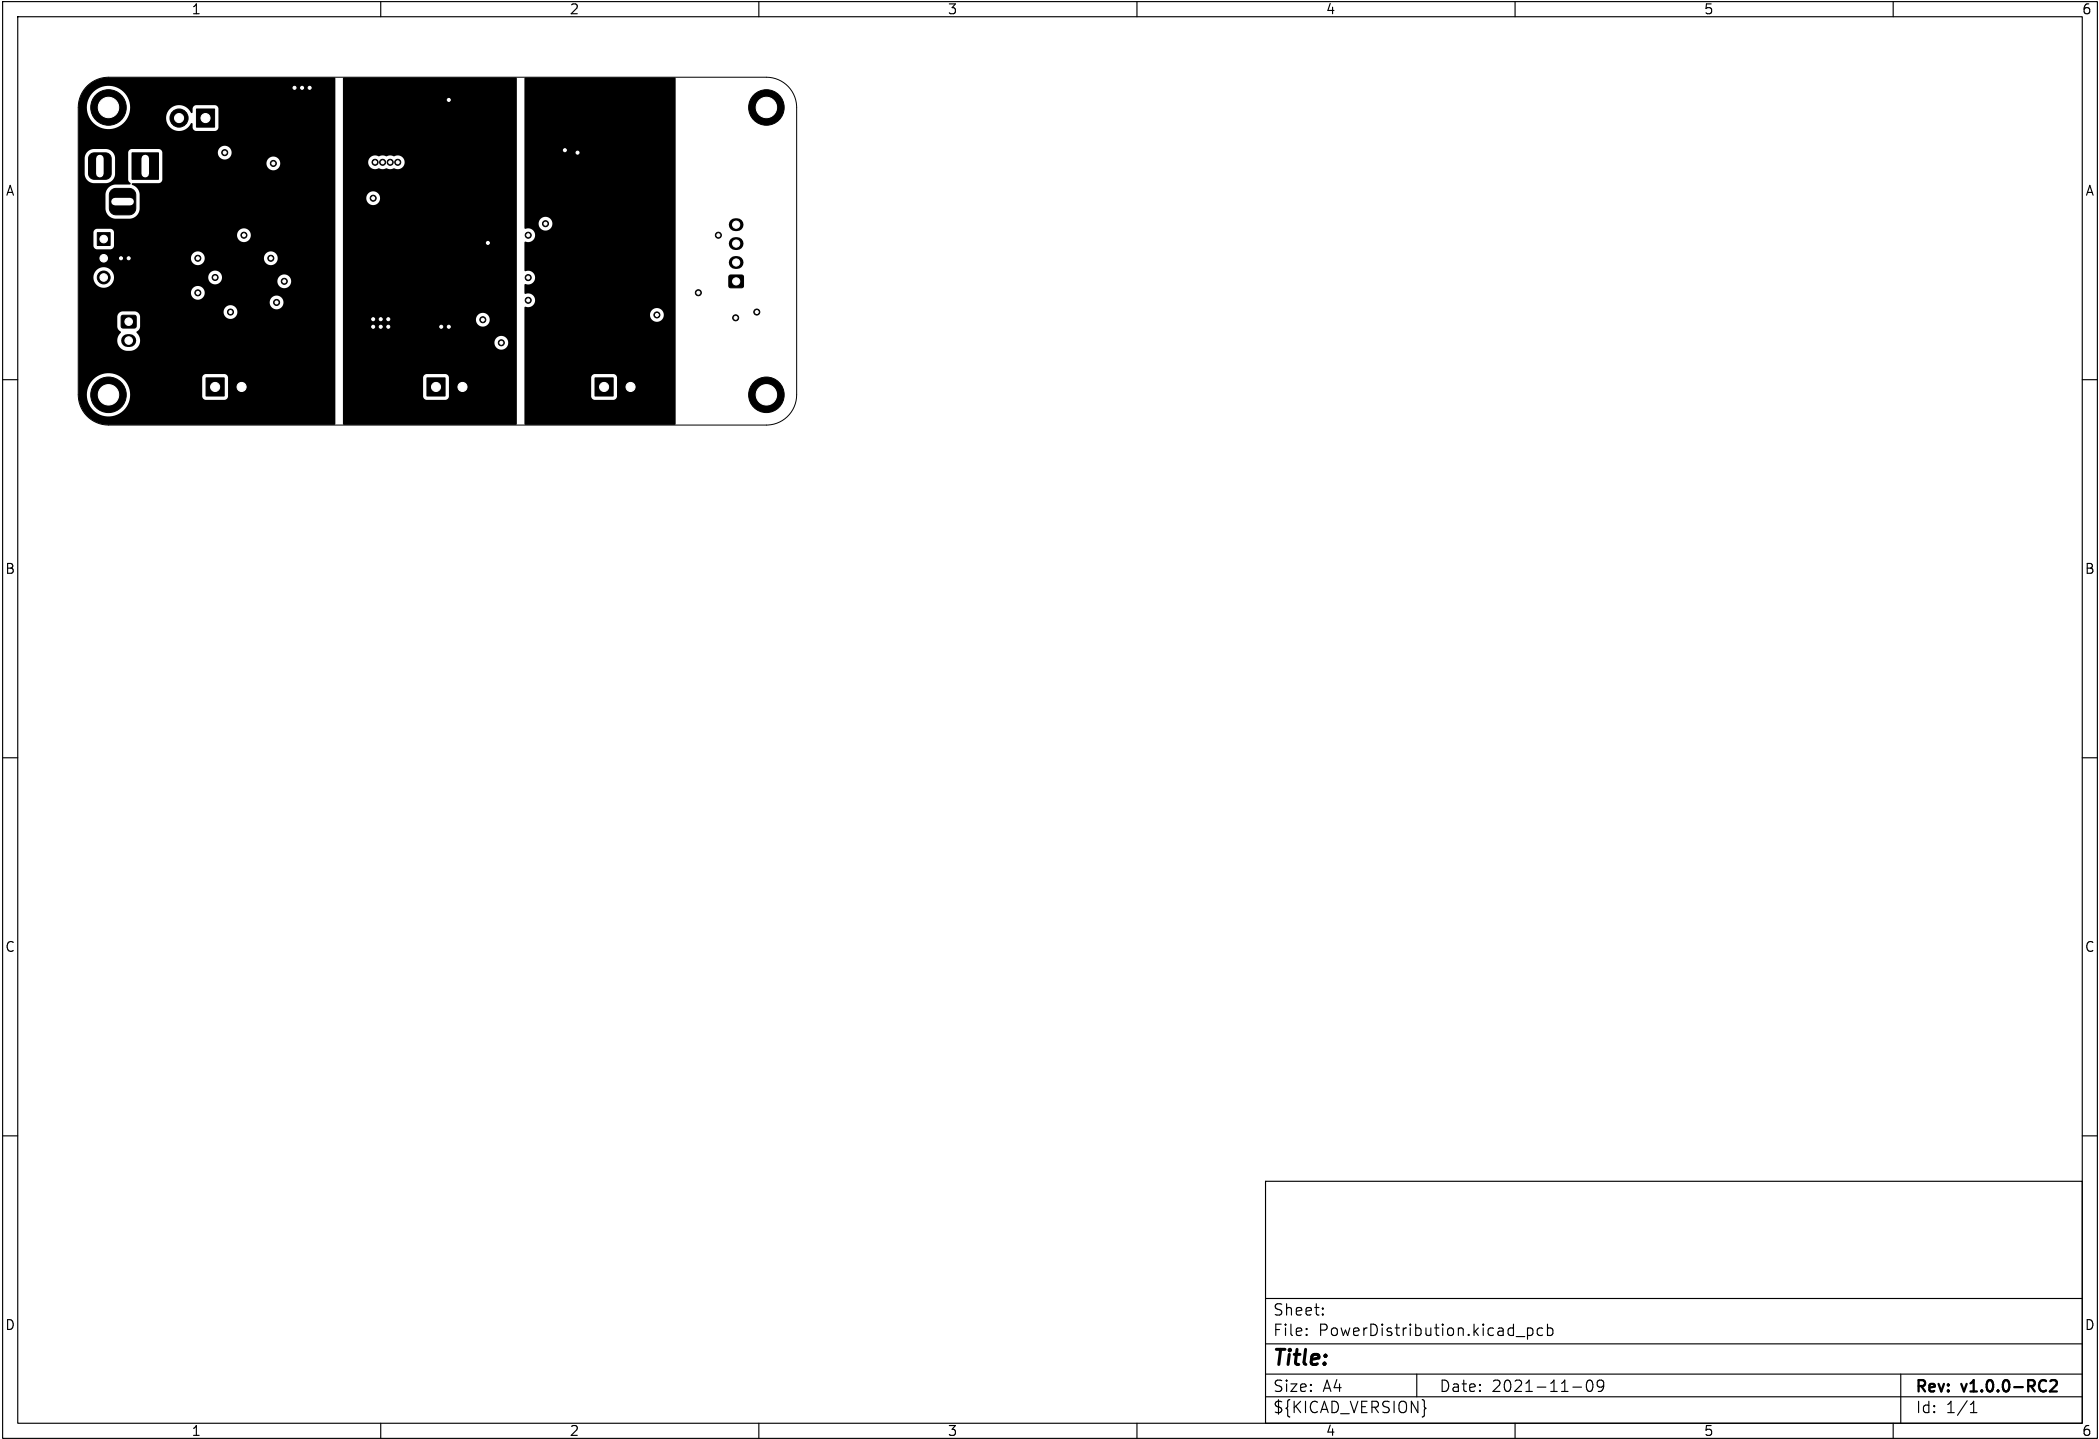 1 2 3 4 5 6
A A
B B
C C
D D
Sheet:
File: PowerDistribution.kicad_pcb
Title:
Size: A4 Date: 2021-11-09 Rev: v1.0.0-RC2
${KICAD_VERSION} Id: 1/1
1 2 3 4 5 6